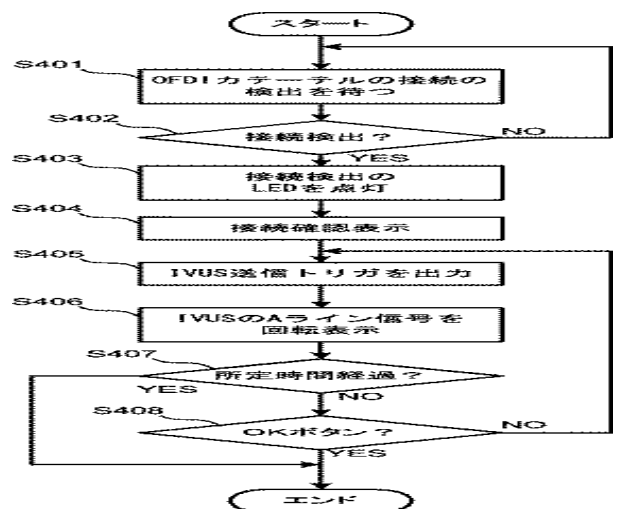 スタート
S401
OFDIカテーテルの接続の
検出を待つ
S402
接続検出？
NO
YES
S403
接続検出の
LEDを点灯
S404
接続確認表示
S405
IVUS送信トリガを出力
S406
IVUSのAライン信号を
回転表示
S407
所定時間経過？
YES
NO
S408
OKボタン？
NO
YES
エンド